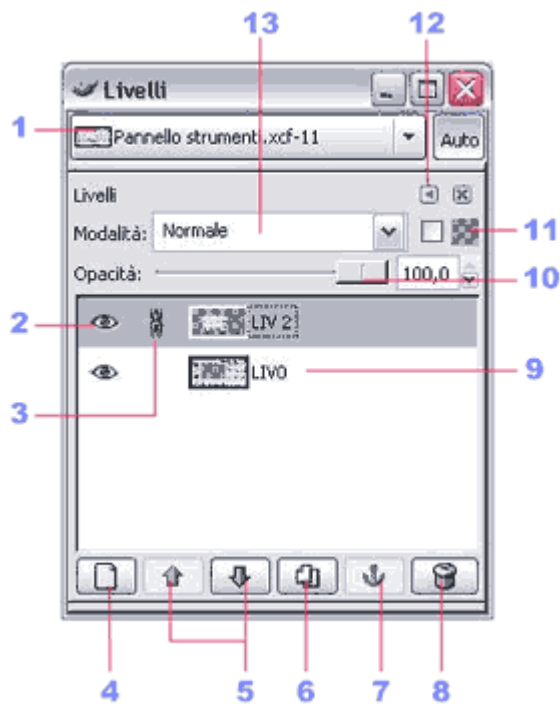 13 12
Livelli
1
Pannello strumenti.xcf-11 Auto
Livelli
Modalità: Normale 11
Opacità: 100,0 10
2 LIV 2
LIV0 9
3
4 5 6 7 8